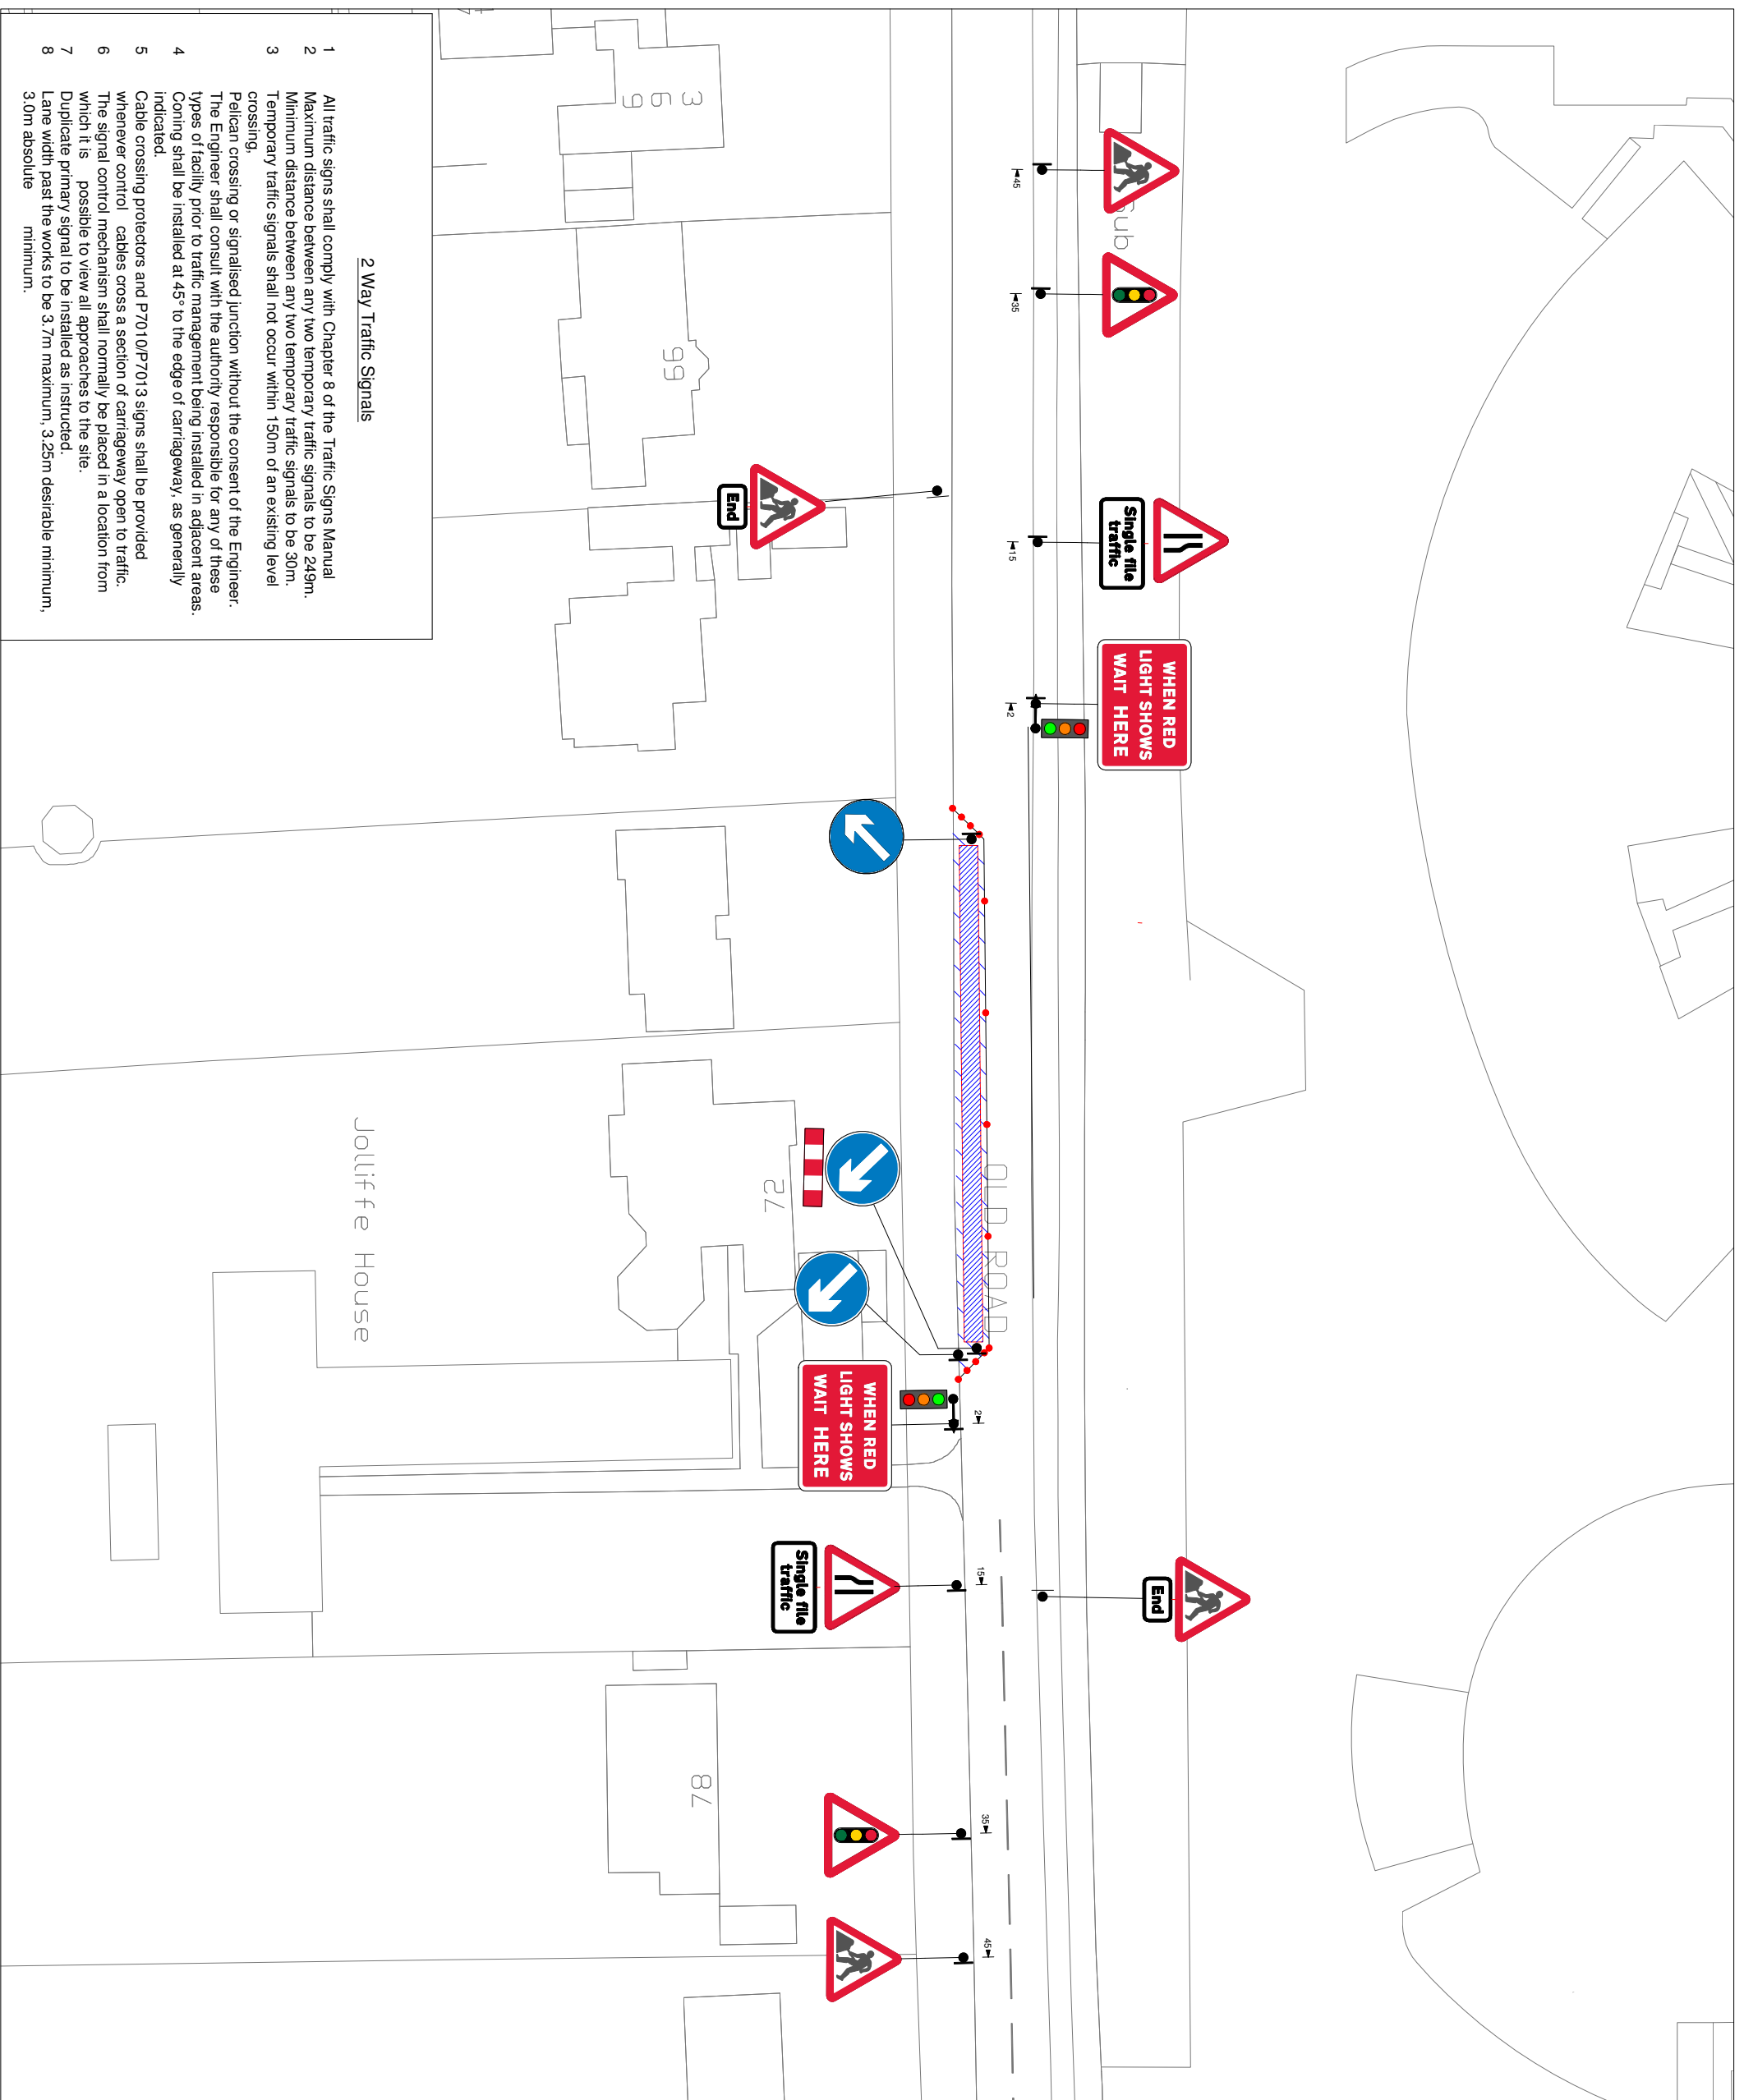 2 Way Traffic Signals
1 All traffic signs shall comply with Chapter 8 of the Traffic Signs Manual
2 Maximum distance between any two temporary traffic signals to be 249m.
Minimum distance between any two temporary traffic signals to be 30m.
3 Temporary traffic signals shall not occur within 150m of an existing level
crossing,
Pelican crossing or signalised junction without the consent of the Engineer.
The Engineer shall consult with the authority responsible for any of these
types of facility prior to traffic management being installed in adjacent areas.
4 Coning shall be installed at 45° to the edge of carriageway, as generally
indicated.
5 Cable crossing protectors and P7010/P7013 signs shall be provided
whenever control cables cross a section of carriageway open to traffic.
6 The signal control mechanism shall normally be placed in a location from
which it is possible to view all approaches to the site.
7 Duplicate primary signal to be installed as instructed.
8 Lane width past the works to be 3.7m maximum, 3.25m desirable minimum,
3.0m absolute minimum.
45
35
15
2
Sub
Single file
traffic
WHEN RED
LIGHT SHOWS
WAIT HERE
End
3
6
9
66
OLD ROAD
72
Jolliffe House
WHEN RED
LIGHT SHOWS
WAIT HERE
2
15
35
45
Single file
traffic
End
78